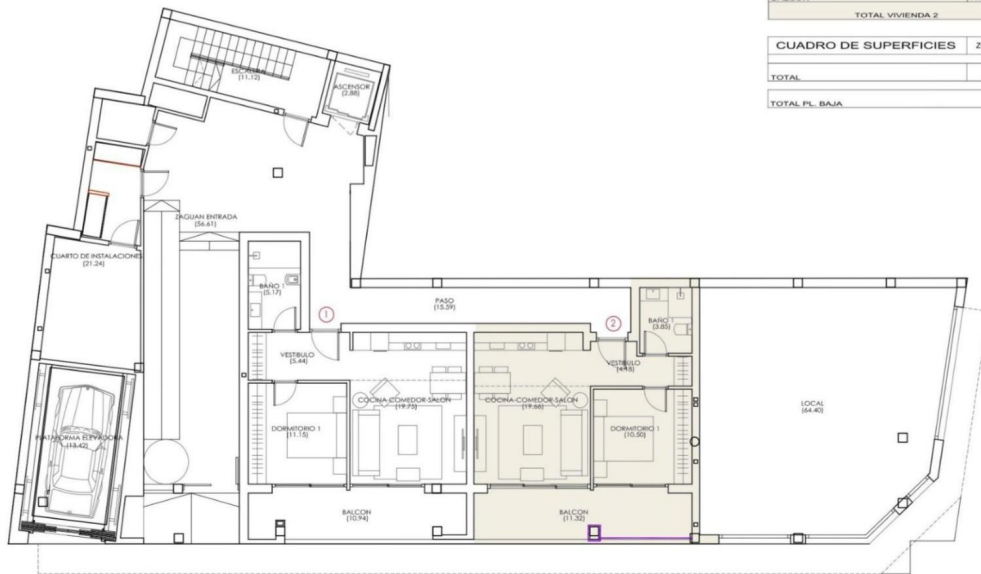 TOTAL VIVIENDA 2
CUADRO DE SUPERFICIES
TOTAL
TOTAL PL. BAJA
ESCALERA
(11.12)
ASCENSOR
(2.88)
ZAGUAN ENTRADA
(56.61)
CUARTO DE INSTALACIONES
(21.24)
BAÑO 1
(5.17)
PASO
(15.59)
1
2
BAÑO 1
(3.85)
VESTIBULO
(5.44)
VESTIBULO
(4.18)
COCINA-COMEDOR-SALON
(19.75)
COCINA-COMEDOR-SALON
(19.66)
LOCAL
(64.40)
DORMITORIO 1
(11.15)
DORMITORIO 1
(10.50)
PLATAFORMA ELEVADORA
(13.42)
BALCON
(10.94)
BALCON
(11.32)